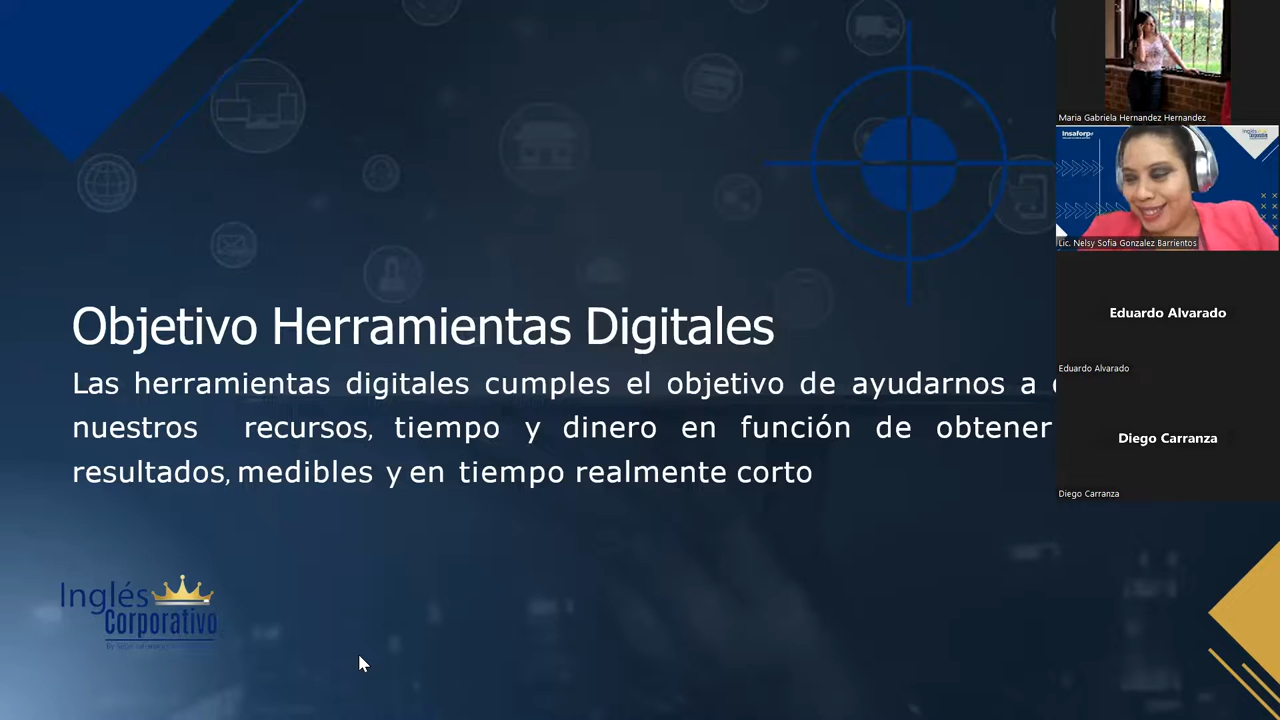 Objetivo Herramientas Digitales
Las herramientas digitales cumples el objetivo de ayudarnos a
nuestros recursos, tiempo y dinero en función de obtener
resultados, medibles y en tiempo realmente corto
Inglés
Corporativo
Maria Gabriela Hernandez Hernandez
Insaforp
Lic. Nelsy Sofia Gonzalez Barrientos
Eduardo Alvarado
Eduardo Alvarado
Diego Carranza
Diego Carranza